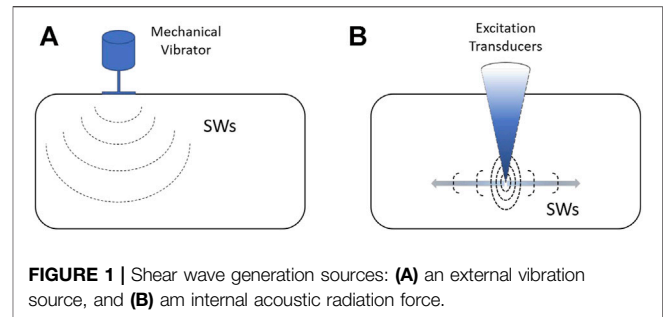 A
Mechanical
Vibrator
SWs
B
Excitation
Transducers
SWs
FIGURE 1 | Shear wave generation sources: (A) an external vibration
source, and (B) am internal acoustic radiation force.